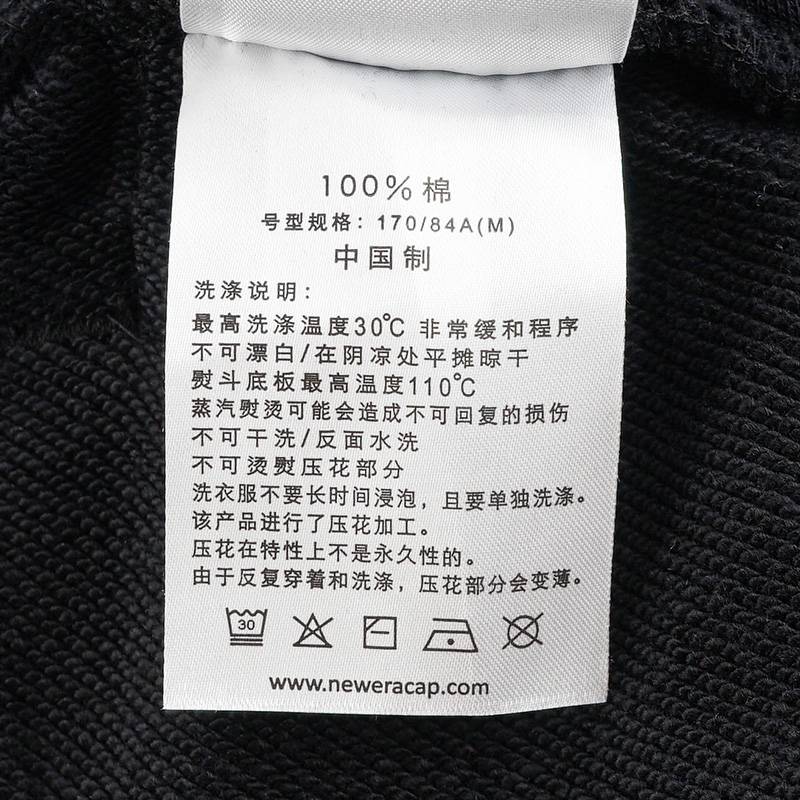 100%棉
号型规格：170/84A(M)
中国制
洗涤说明：
最高洗涤温度30℃ 非常缓和程序
不可漂白/在阴凉处平摊晾干
熨斗底板最高温度110℃
蒸汽熨烫可能会造成不可回复的损伤
不可干洗/反面水洗
不可烫熨压花部分
洗衣服不要长时间浸泡，且要单独洗涤。
该产品进行了压花加工。
压花在特性上不是永久性的。
由于反复穿着和洗涤，压花部分会变薄。
30
www.neweracap.com